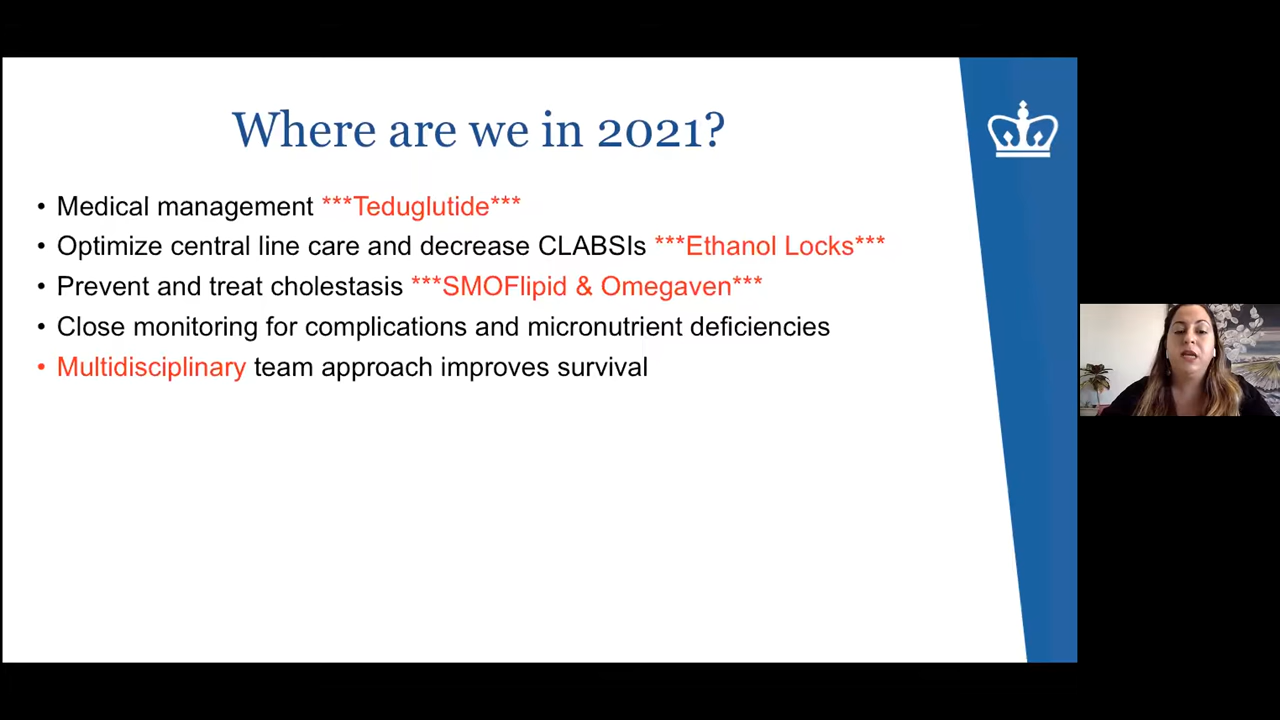 Where are we in 2021?
• Medical management ***Teduglutide***
• Optimize central line care and decrease CLABSIs ***Ethanol Locks***
• Prevent and treat cholestasis ***SMOFlipid & Omegaven***
• Close monitoring for complications and micronutrient deficiencies
• Multidisciplinary team approach improves survival